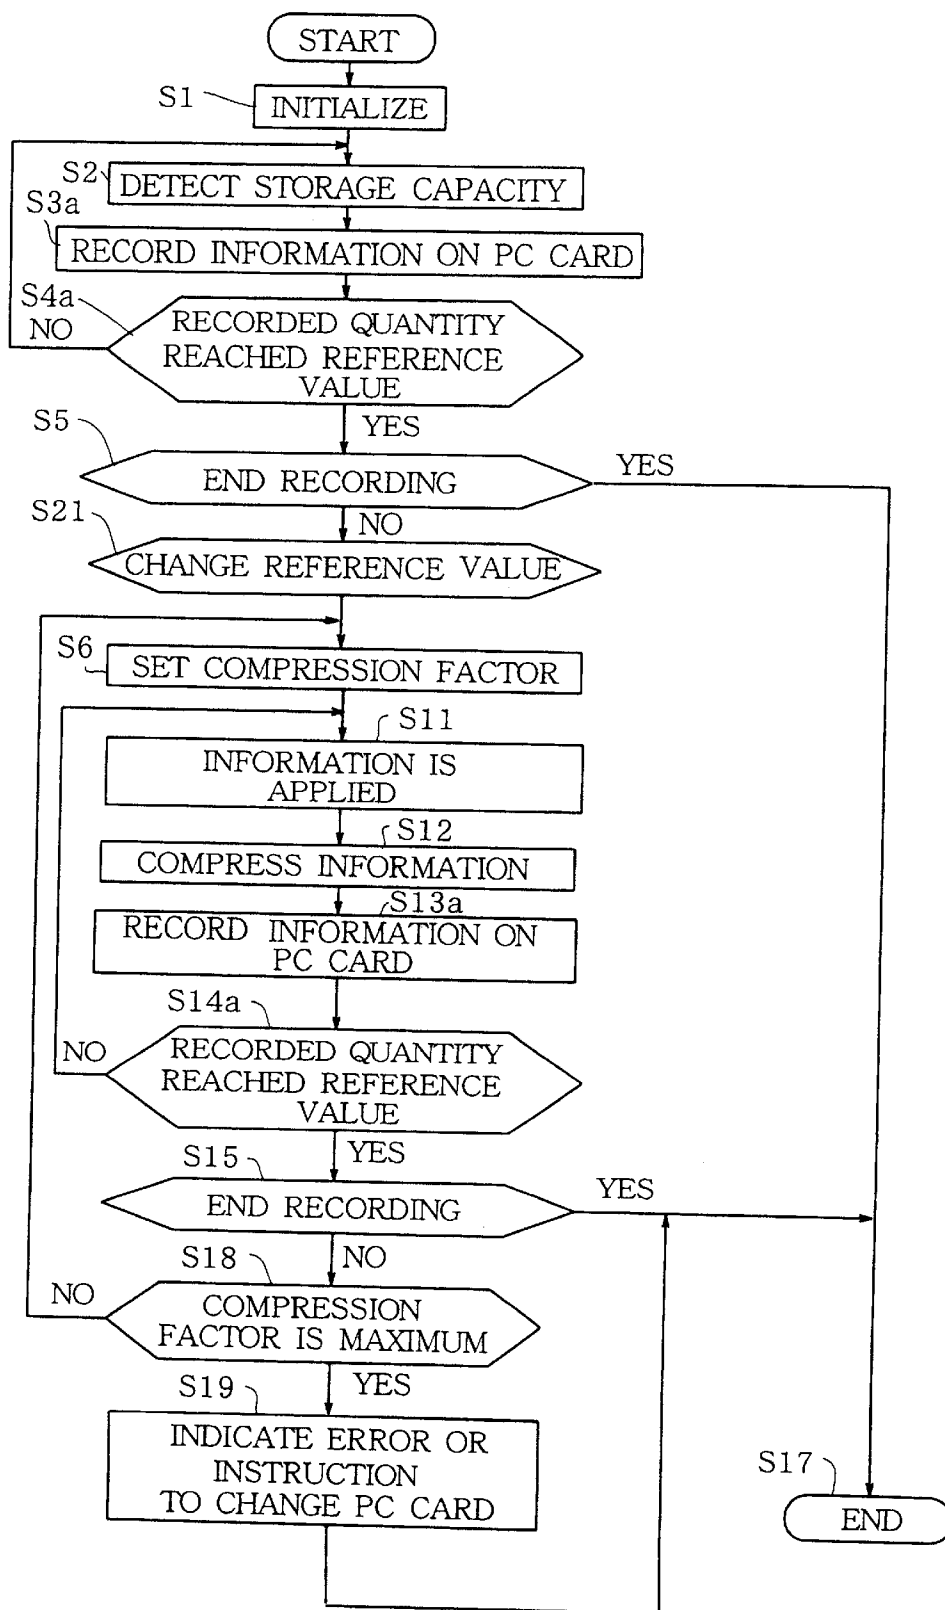 START
S1
INITIALIZE
S2
DETECT STORAGE CAPACITY
S3a
RECORD INFORMATION ON PC CARD
S4a
NO
RECORDED QUANTITY
REACHED REFERENCE
VALUE
YES
S5
END RECORDING
YES
NO
S21
CHANGE REFERENCE VALUE
S6
SET COMPRESSION FACTOR
S11
INFORMATION IS
APPLIED
S12
COMPRESS INFORMATION
S13a
RECORD INFORMATION ON
PC CARD
S14a
NO
RECORDED QUANTITY
REACHED REFERENCE
VALUE
YES
S15
END RECORDING
YES
NO
S18
NO
COMPRESSION
FACTOR IS MAXIMUM
YES
S19
INDICATE ERROR OR
INSTRUCTION
TO CHANGE PC CARD
S17
END